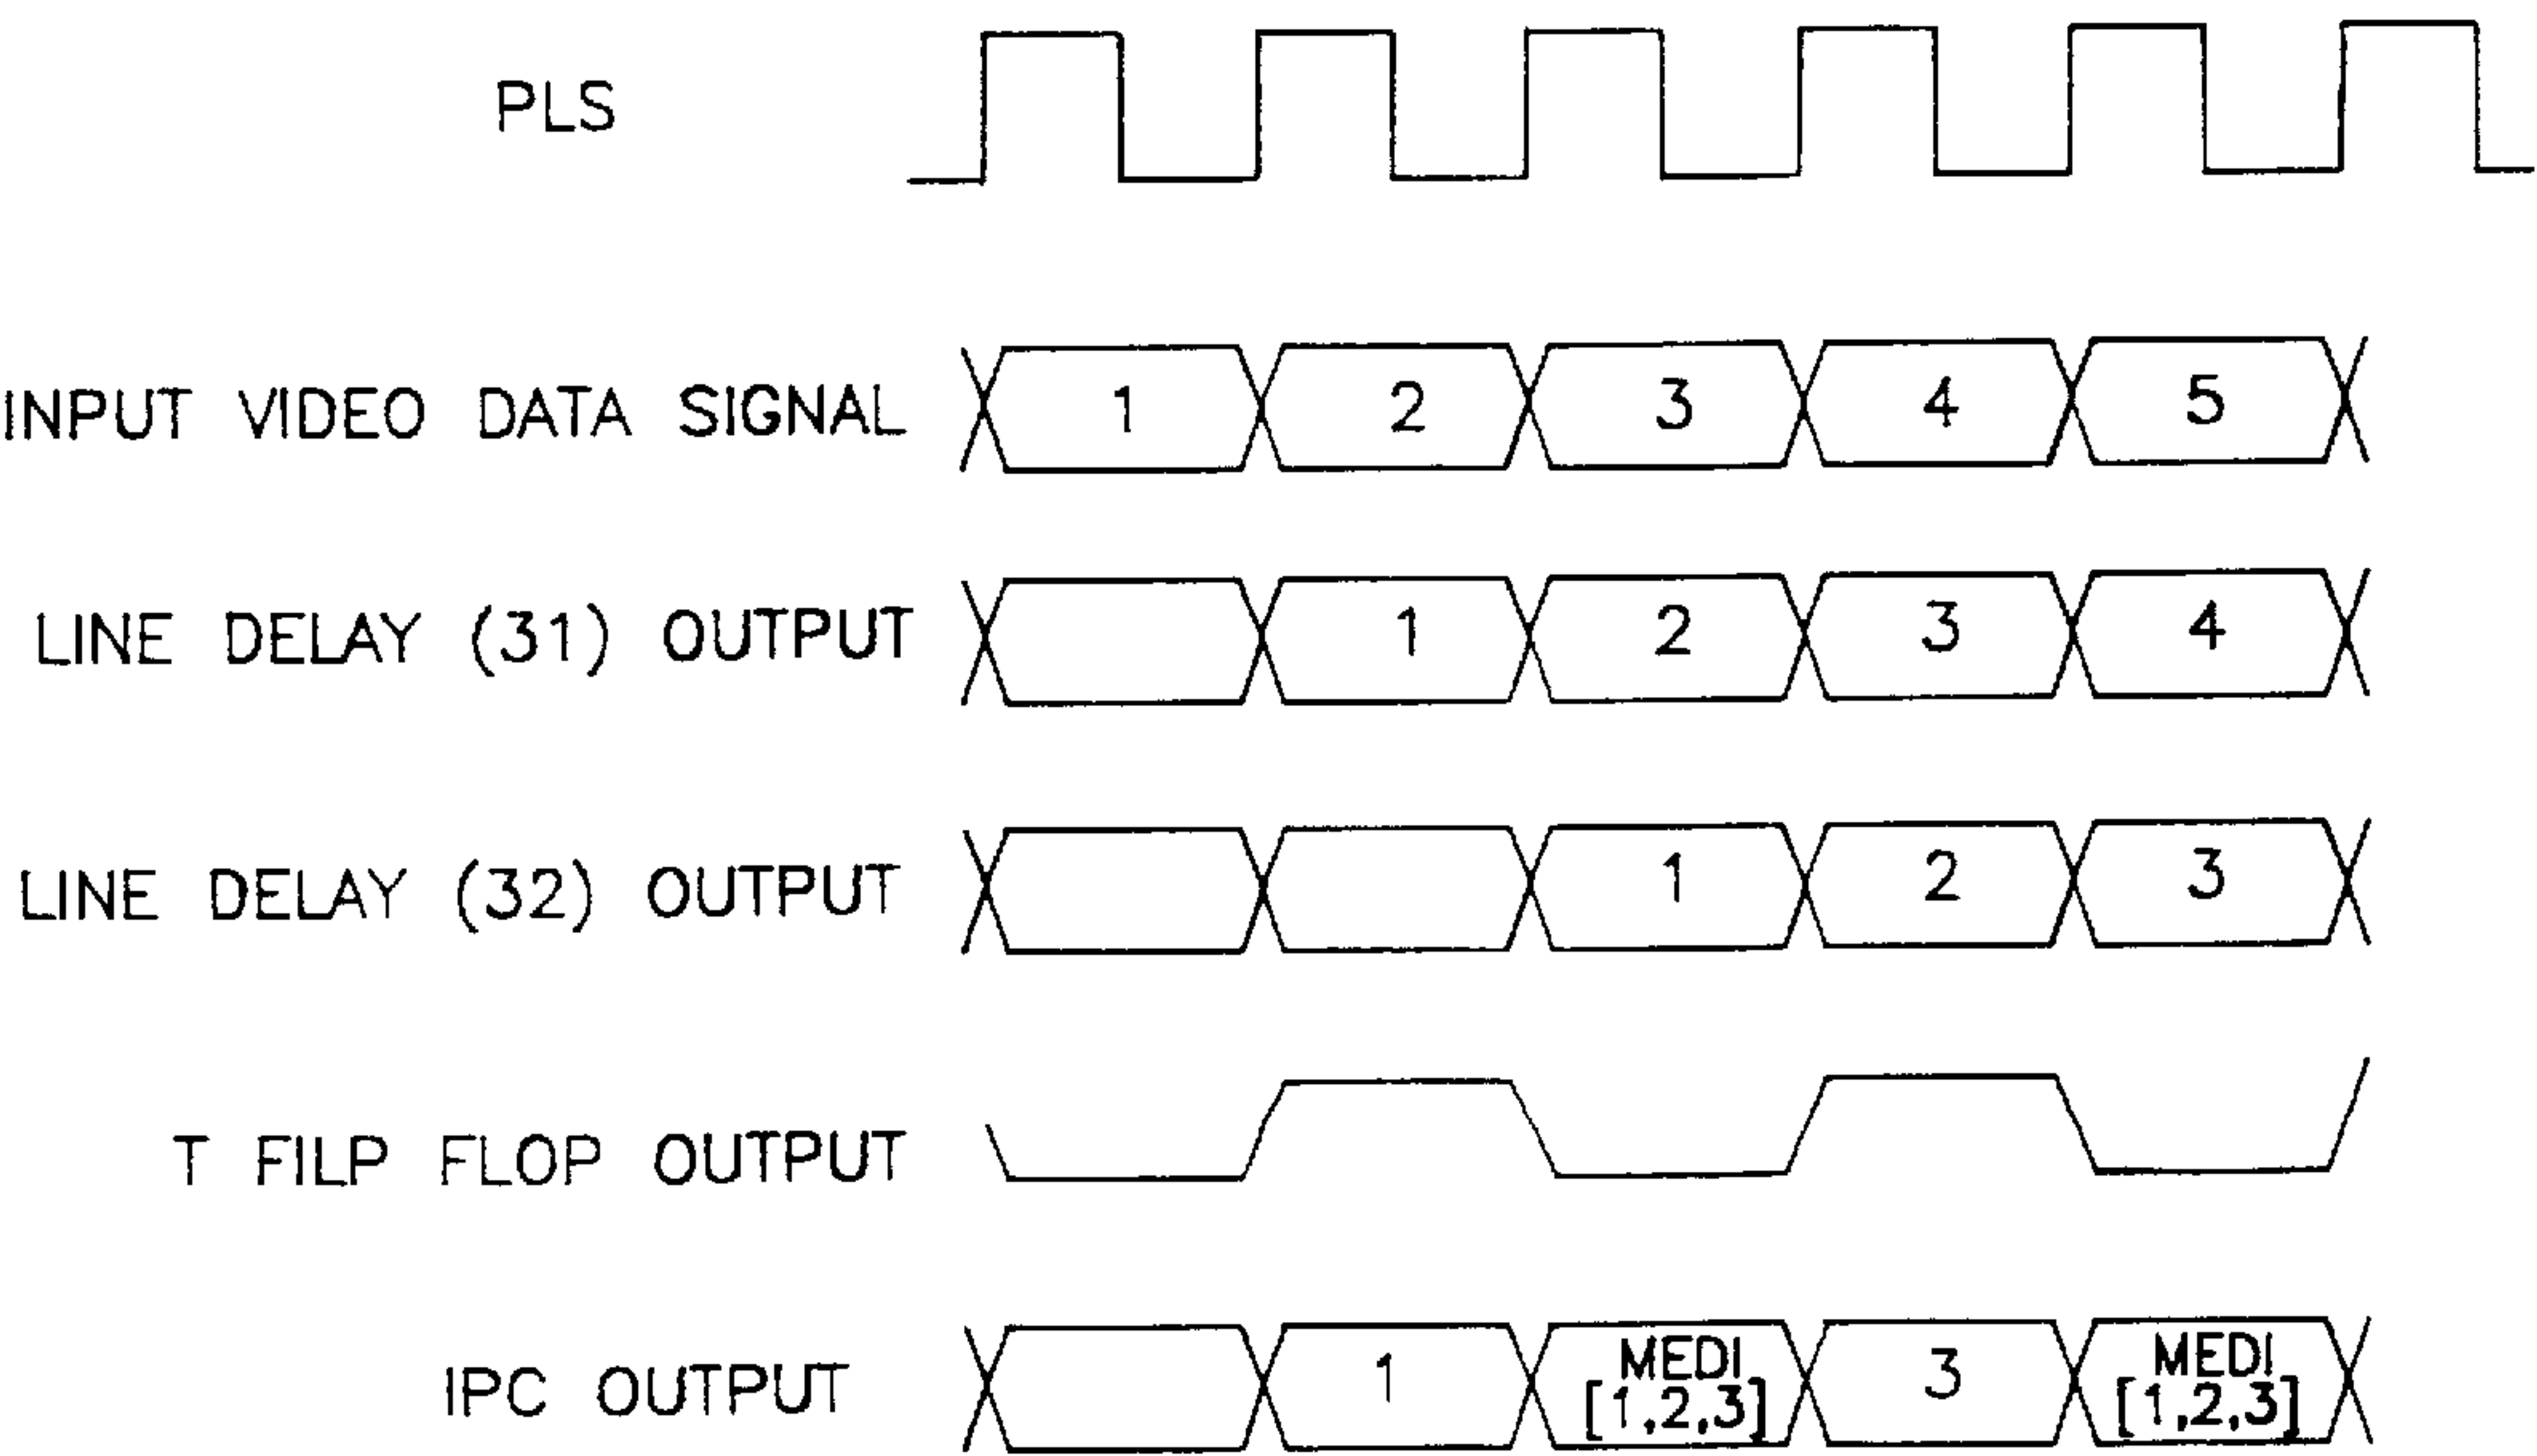 PLS
INPUT VIDEO DATA SIGNAL 1 2 3 4 5
LINE DELAY (31) OUTPUT 1 2 3 4
LINE DELAY (32) OUTPUT 1 2 3
T FILP FLOP OUTPUT
IPC OUTPUT 1 MEDI [1,2,3] 3 MEDI [1,2,3]